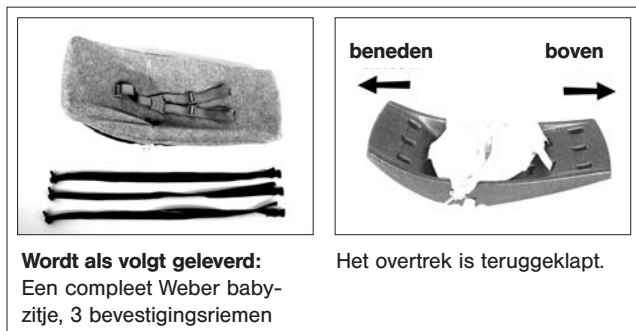 beneden boven
Wordt als volgt geleverd:
Een compleet Weber baby-
zitje, 3 bevestigingsriemen
Het overtrek is teruggeklapt.